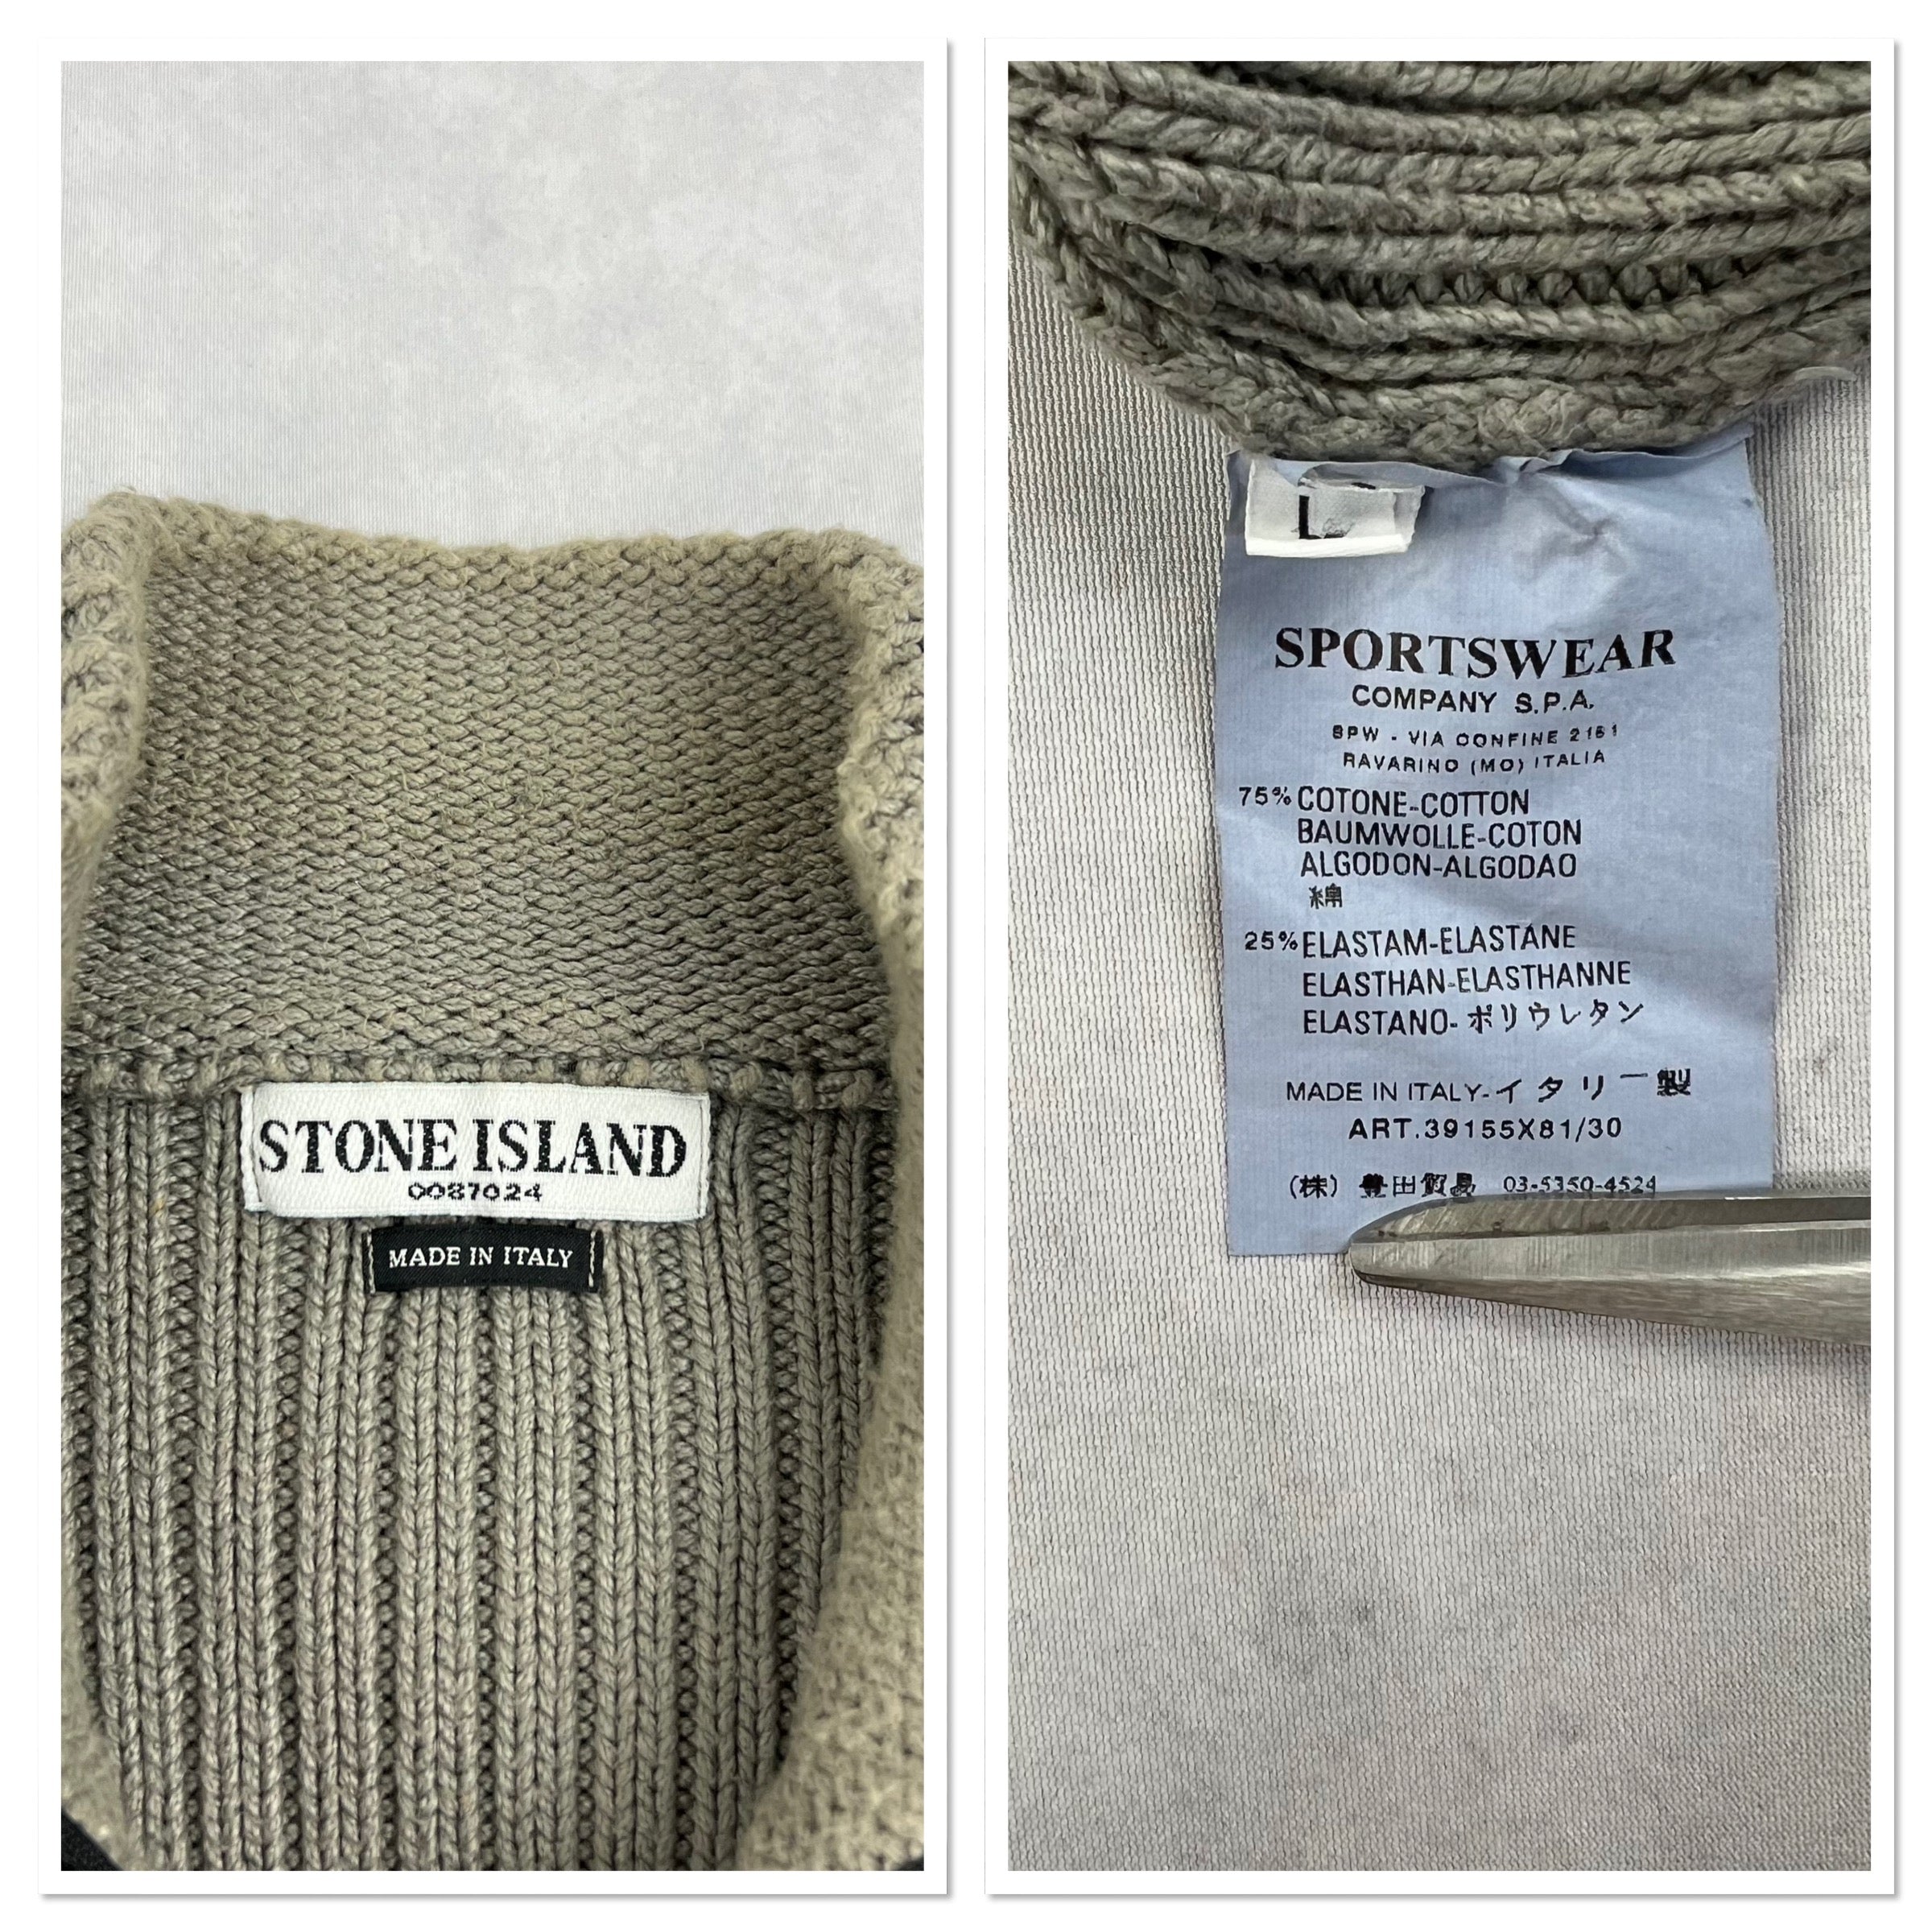 STONE ISLAND
0087024
MADE IN ITALY
L
SPORTSWEAR
COMPANY S.P.A.
SPW - VIA CONFINE 2161
RAVARINO (MO) ITALIA
75% COTONE-COTTON
BAUMWOLLE-COTON
ALGODON-ALGODAO
綿
25% ELASTAM-ELASTANE
ELASTHAN-ELASTHANNE
ELASTANO-ポリウレタン
MADE IN ITALY-イタリー製
ART.39155X81/30
(株) 豊田貿易 03-5350-4524